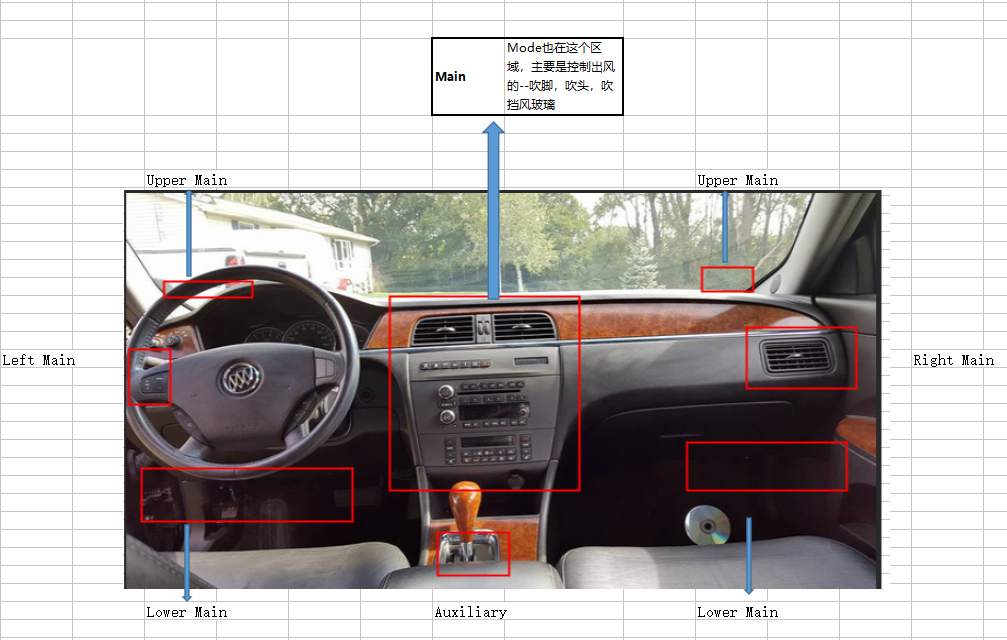 Main
Mode也在这个区
域，主要是控制出风
的--吹脚，吹头，吹
挡风玻璃
Upper Main
Upper Main
Left Main
Right Main
Lower Main
Auxiliary
Lower Main